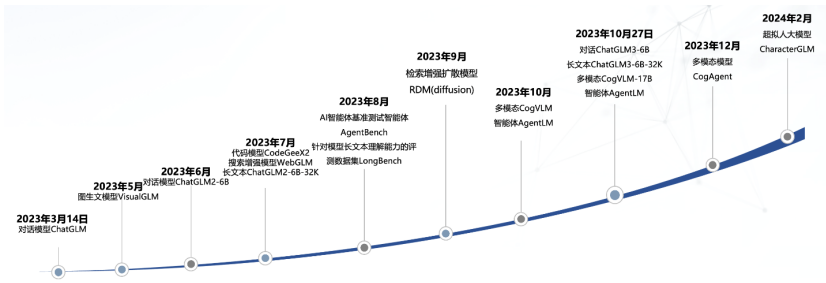 2023年3月14日
对话模型ChatGLM
2023年5月
图生文模型VisualGLM
2023年6月
对话模型ChatGLM2-6B
2023年7月
代码模型CodeGeeX2
搜索增强模型WebGLM
长文本ChatGLM2-6B-32K
2023年8月
AI智能体基准测试智能体
AgentBench
针对模型长文本理解能力的评
测数据集LongBench
2023年9月
检索增强扩散模型
RDM(diffusion)
2023年10月
多模态CogVLM
智能体AgentLM
2023年10月27日
对话ChatGLM3-6B
长文本ChatGLM3-6B-32K
多模态CogVLM-17B
智能体AgentLM
2023年12月
多模态模型
CogAgent
2024年2月
超拟人大模型
CharacterGLM